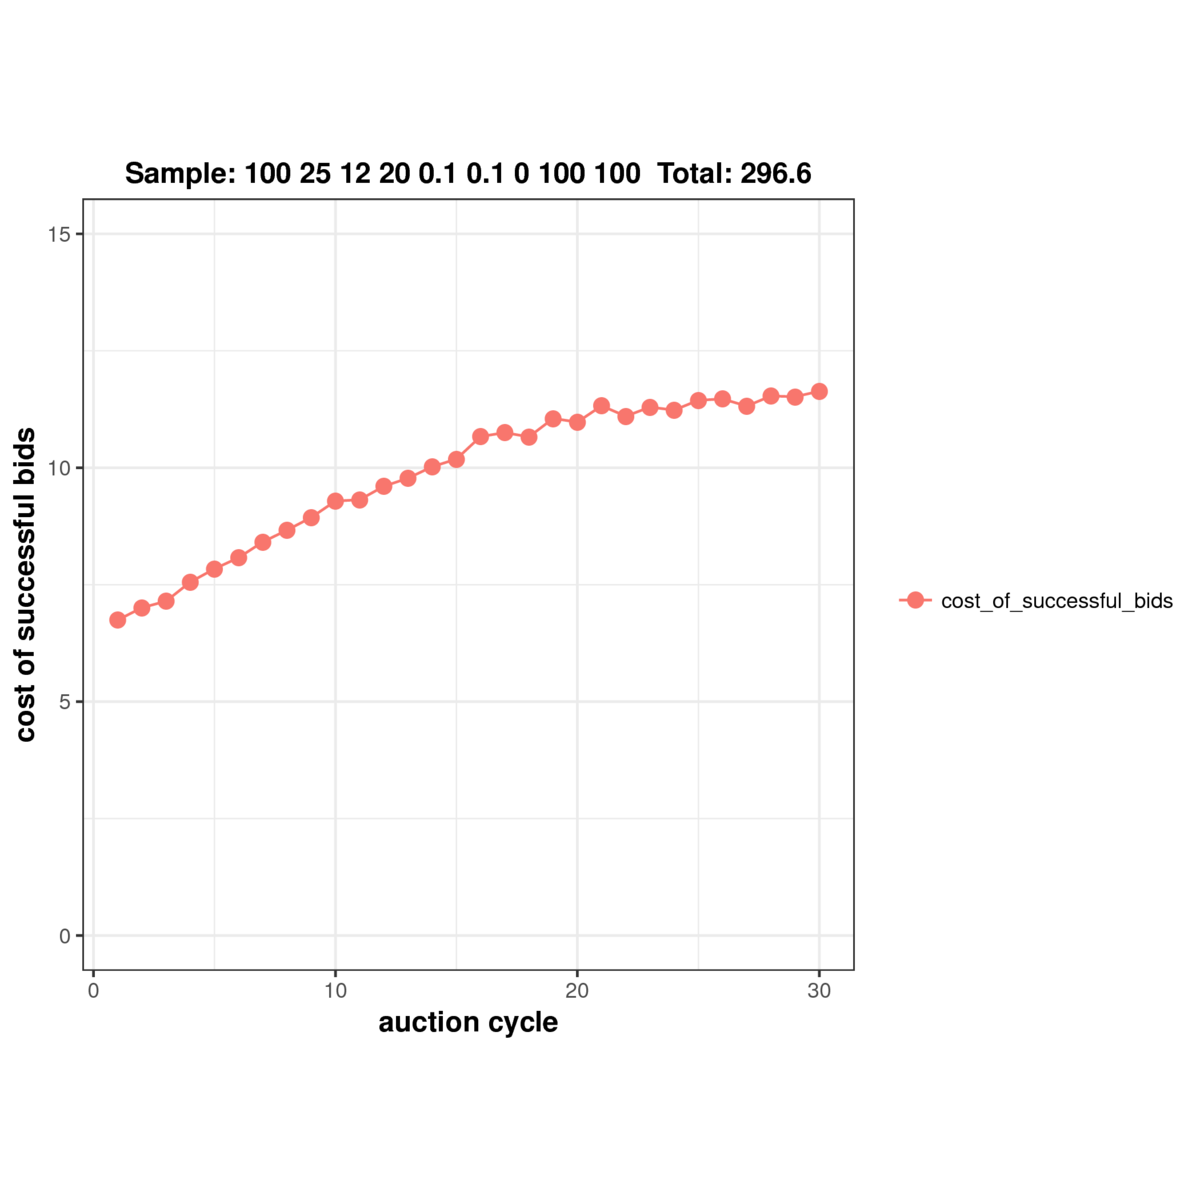 Sample: 100 25 12 20 0.1 0.1 0 100 100  Total: 296.6
15
10
5
0
cost of successful bids
0 10 20 30
auction cycle
cost_of_successful_bids